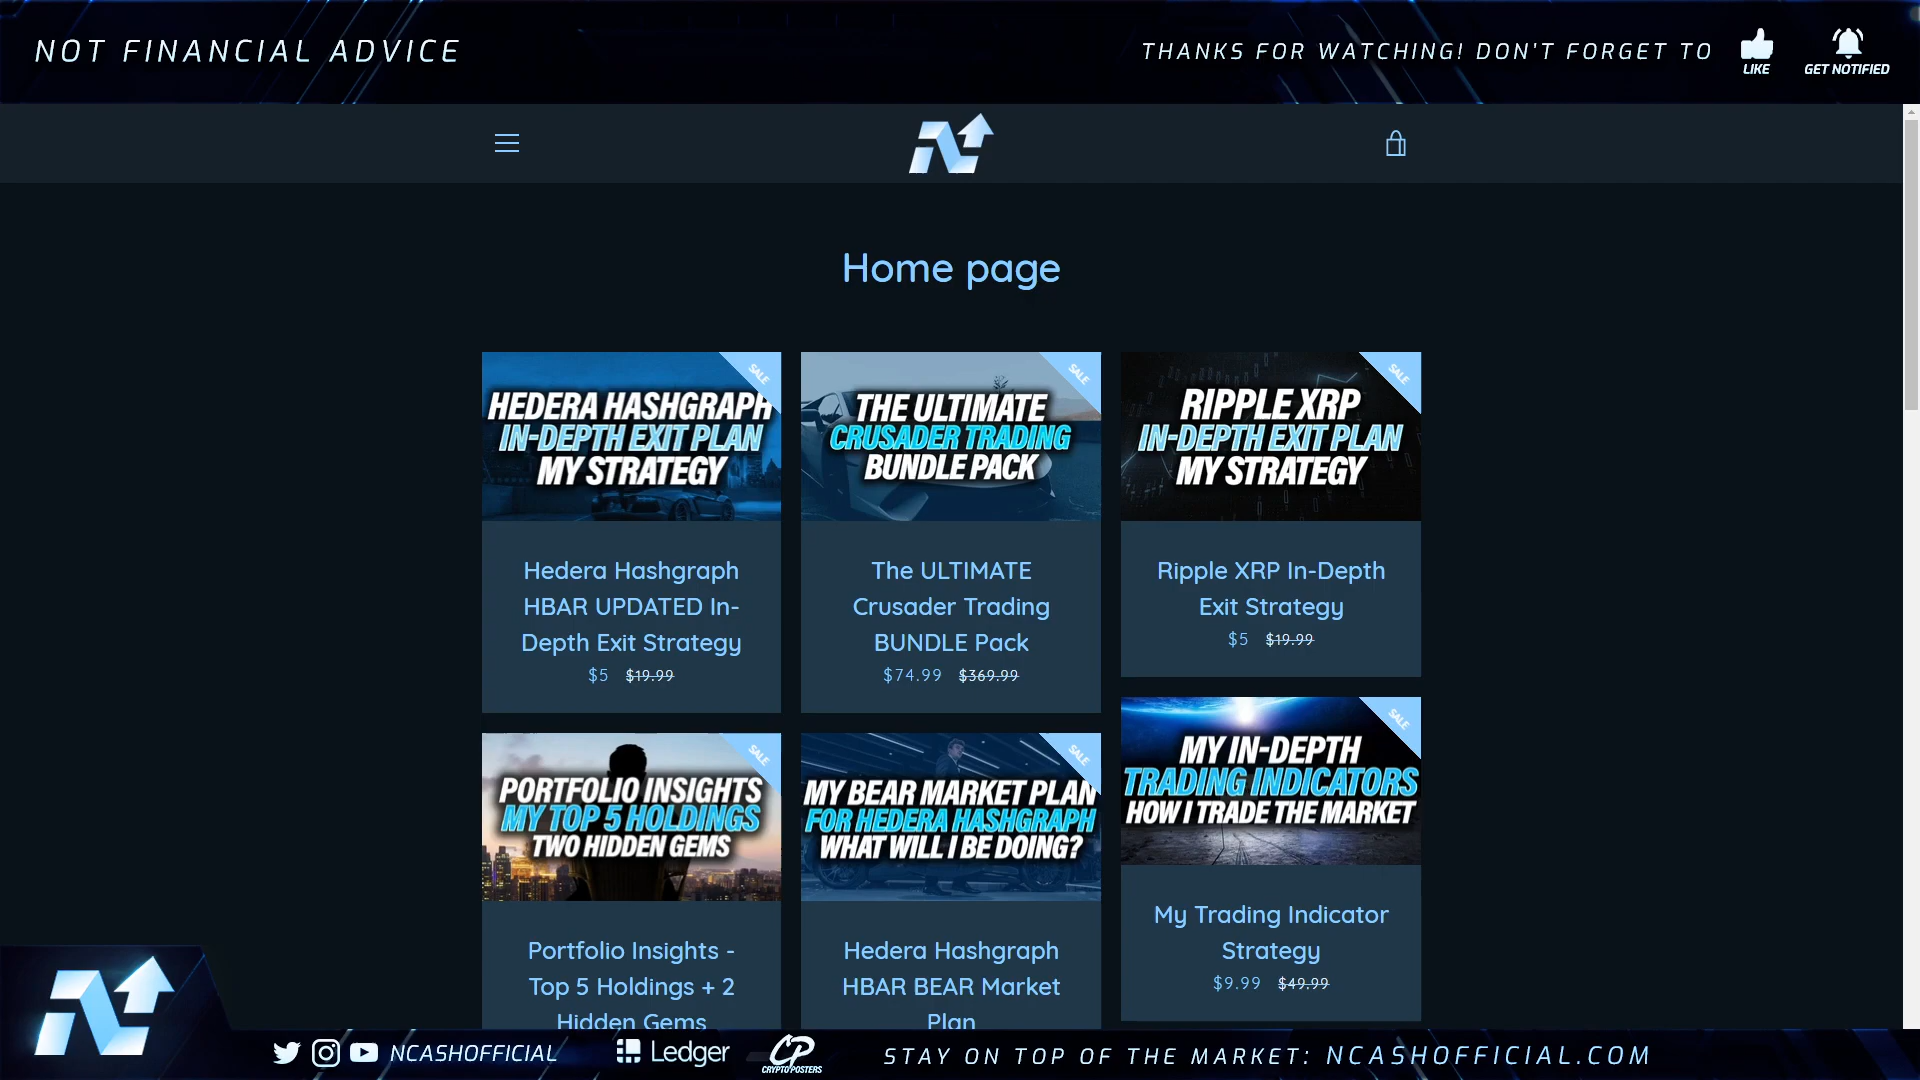 NOT FINANCIAL ADVICE
THANKS FOR WATCHING! DON'T FORGET TO
LIKE
GET NOTIFIED
Home page
SALE
HEDERA HASHGRAPH
IN-DEPTH EXIT PLAN
MY STRATEGY
Hedera Hashgraph
HBAR UPDATED In-
Depth Exit Strategy
$5 $19.99
SALE
THE ULTIMATE
CRUSADER TRADING
BUNDLE PACK
The ULTIMATE
Crusader Trading
BUNDLE Pack
$74.99 $369.99
SALE
RIPPLE XRP
IN-DEPTH EXIT PLAN
MY STRATEGY
Ripple XRP In-Depth
Exit Strategy
$5 $19.99
SALE
PORTFOLIO INSIGHTS
MY TOP 5 HOLDINGS
TWO HIDDEN GEMS
Portfolio Insights -
Top 5 Holdings + 2
Hidden Gems
SALE
MY BEAR MARKET PLAN
FOR HEDERA HASHGRAPH
WHAT WILL I BE DOING?
Hedera Hashgraph
HBAR BEAR Market
Plan
SALE
MY IN-DEPTH
TRADING INDICATORS
HOW I TRADE THE MARKET
My Trading Indicator
Strategy
$9.99 $49.99
NCASHOFFICIAL
Ledger
CP
CRYPTO POSTERS
STAY ON TOP OF THE MARKET: NCASHOFFICIAL.COM